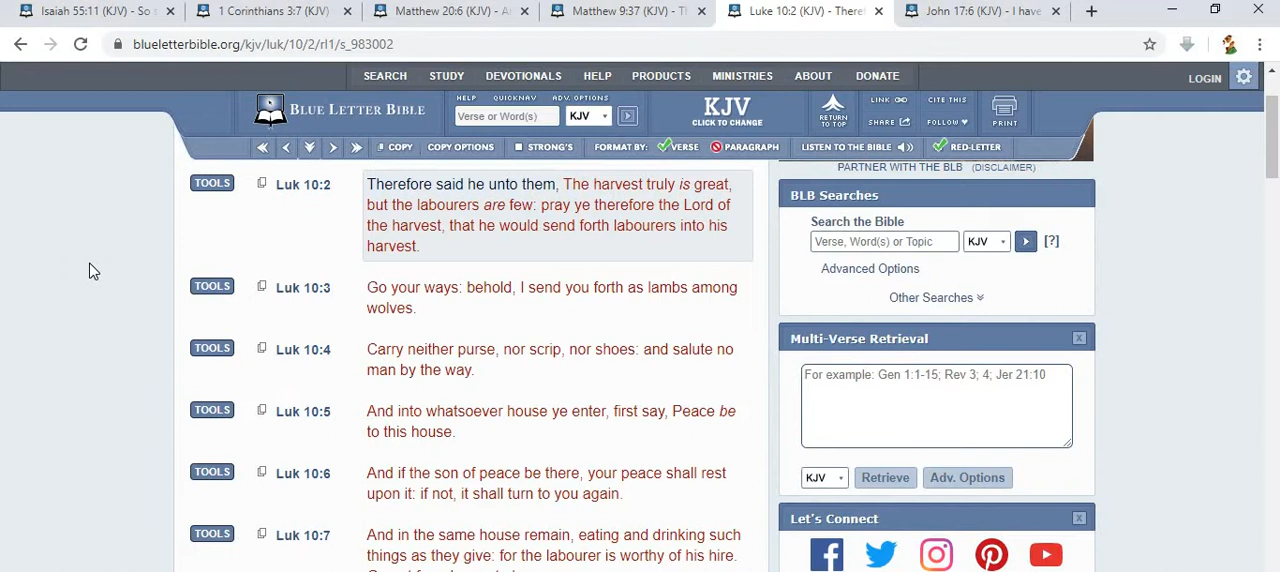 Isaiah 55:11 (KJV) - So s
1 Corinthians 3:7 (KJV)
Matthew 20:6 (KJV) - An
Matthew 9:37 (KJV) - Th
Luke 10:2 (KJV) - Theref
John 17:6 (KJV) - I have
blueletterbible.org/kjv/luk/10/2/rl1/s_983002
SEARCH STUDY DEVOTIONALS HELP PRODUCTS MINISTRIES ABOUT DONATE LOGIN
BLUE LETTER BIBLE
HELP QUICKNAV ADV. OPTIONS
Verse or Word(s) KJV
KJV
CLICK TO CHANGE
RETURN
TO TOP
LINK CITE THIS
SHARE FOLLOW
PRINT
COPY COPY OPTIONS STRONG'S FORMAT BY: VERSE PARAGRAPH LISTEN TO THE BIBLE RED-LETTER
TOOLS Luk 10:2 Therefore said he unto them, The harvest truly is great,
but the labourers are few: pray ye therefore the Lord of
the harvest, that he would send forth labourers into his
harvest.
TOOLS Luk 10:3 Go your ways: behold, I send you forth as lambs among
wolves.
TOOLS Luk 10:4 Carry neither purse, nor scrip, nor shoes: and salute no
man by the way.
TOOLS Luk 10:5 And into whatsoever house ye enter, first say, Peace be
to this house.
TOOLS Luk 10:6 And if the son of peace be there, your peace shall rest
upon it: if not, it shall turn to you again.
TOOLS Luk 10:7 And in the same house remain, eating and drinking such
things as they give: for the labourer is worthy of his hire.
PARTNER WITH THE BLB (DISCLAIMER)
BLB Searches
Search the Bible
Verse, Word(s) or Topic KJV [?]
Advanced Options
Other Searches
Multi-Verse Retrieval x
For example: Gen 1:1-15; Rev 3; 4; Jer 21:10
KJV Retrieve Adv. Options
Let's Connect x